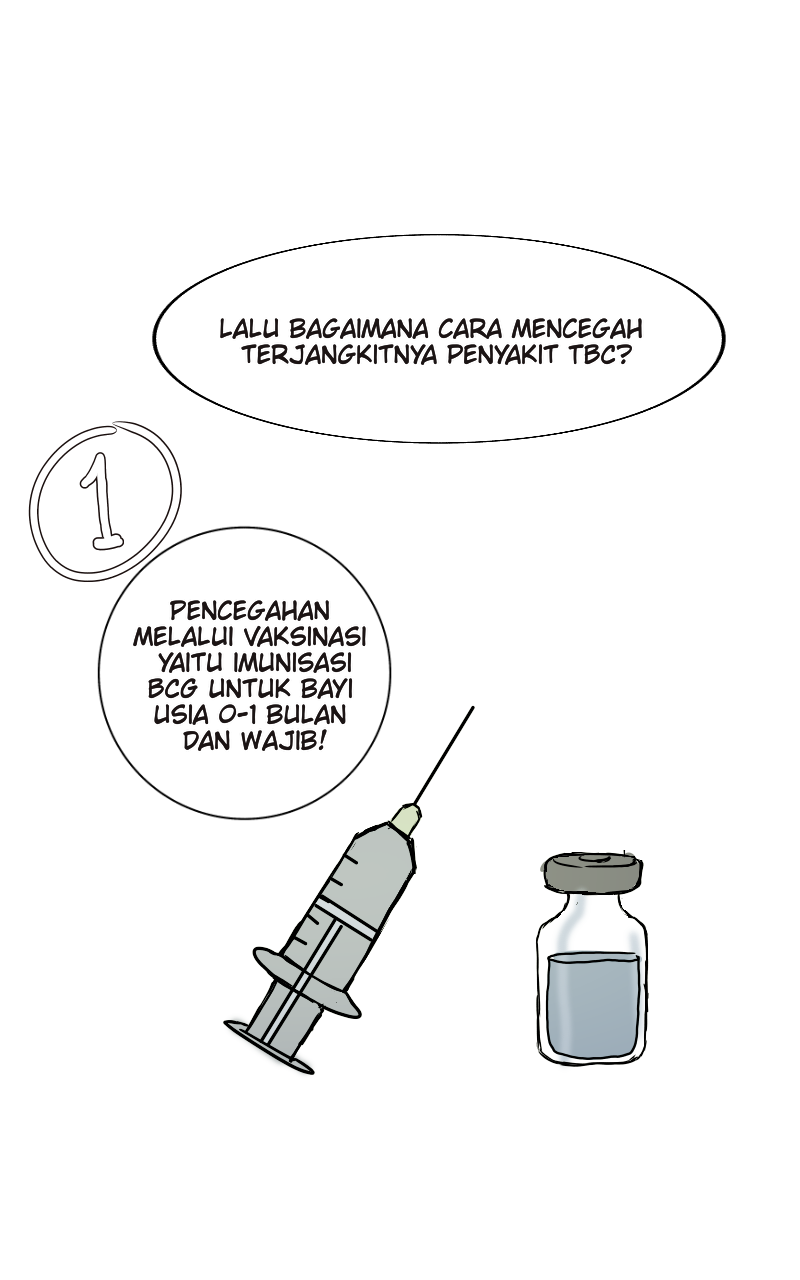 LALU BAGAIMANA CARA MENCEGAH
TERJANGKITNYA PENYAKIT TBC?
1
PENCEGAHAN
MELALUI VAKSINASI
YAITU IMUNISASI
BCG UNTUK BAYI
USIA 0-1 BULAN
DAN WAJIB!